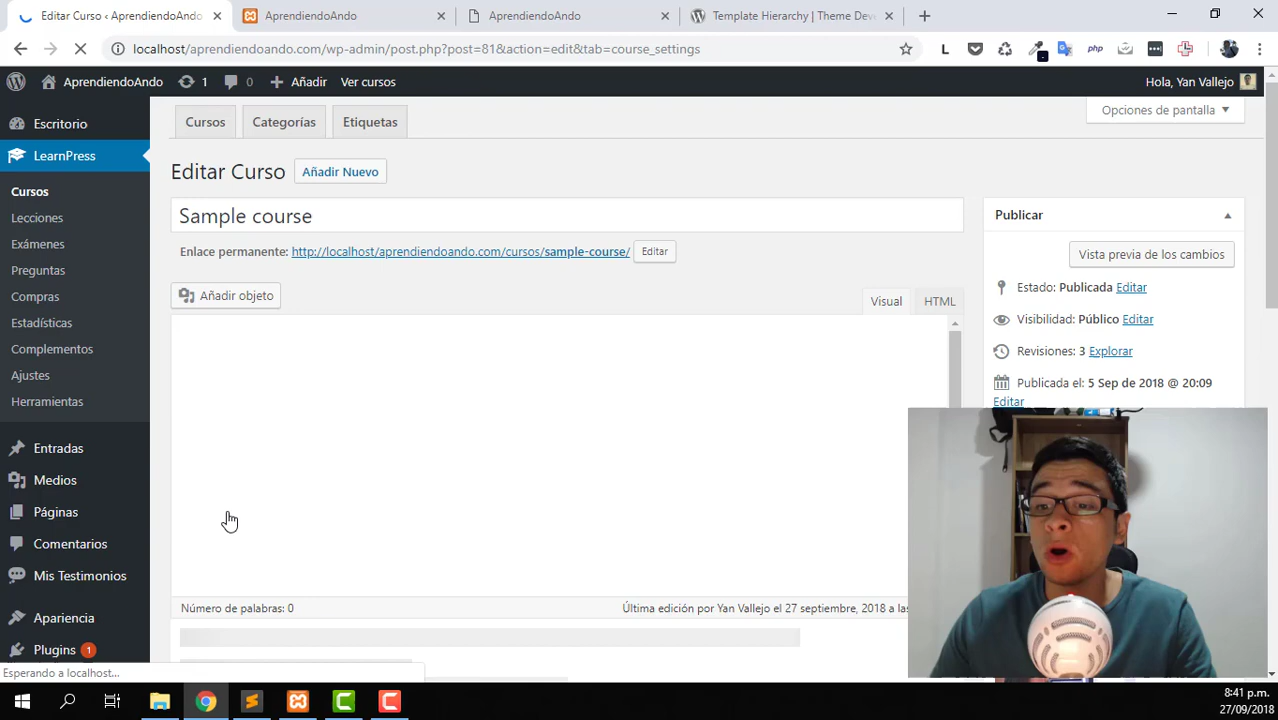 Editar Curso ‹ AprendiendoAndo
AprendiendoAndo
AprendiendoAndo
Template Hierarchy | Theme Dev
localhost/aprendiendoando.com/wp-admin/post.php?post=81&action=edit&tab=course_settings
L
php
AprendiendoAndo
1
0
Añadir
Ver cursos
Hola, Yan Vallejo
Escritorio
LearnPress
Cursos
Lecciones
Exámenes
Preguntas
Compras
Estadísticas
Complementos
Ajustes
Herramientas
Entradas
Medios
Páginas
Comentarios
Mis Testimonios
Apariencia
Plugins 1
Cursos
Categorías
Etiquetas
Opciones de pantalla
Editar Curso
Añadir Nuevo
Sample course
Enlace permanente: http://localhost/aprendiendoando.com/cursos/sample-course/ Editar
Añadir objeto
Visual
HTML
Número de palabras: 0
Última edición por Yan Vallejo el 27 septiembre, 2018 a las
Publicar
Vista previa de los cambios
Estado: Publicada Editar
Visibilidad: Público Editar
Revisiones: 3 Explorar
Publicada el: 5 Sep de 2018 @ 20:09
Editar
Esperando a localhost...
8:41 p.m.
27/09/2018